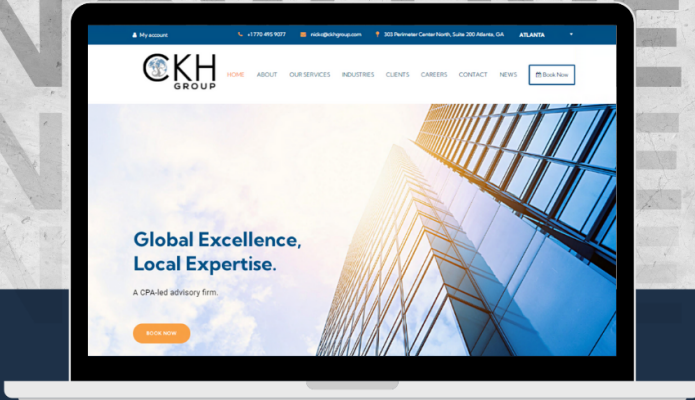 My account +1 770 495 9077 nicks@ckhgroup.com 303 Perimeter Center North, Suite 200 Atlanta, GA ATLANTA
CKH
GROUP
HOME ABOUT OUR SERVICES INDUSTRIES CLIENTS CAREERS CONTACT NEWS Book Now
Global Excellence,
Local Expertise.
A CPA-led advisory firm.
BOOK NOW